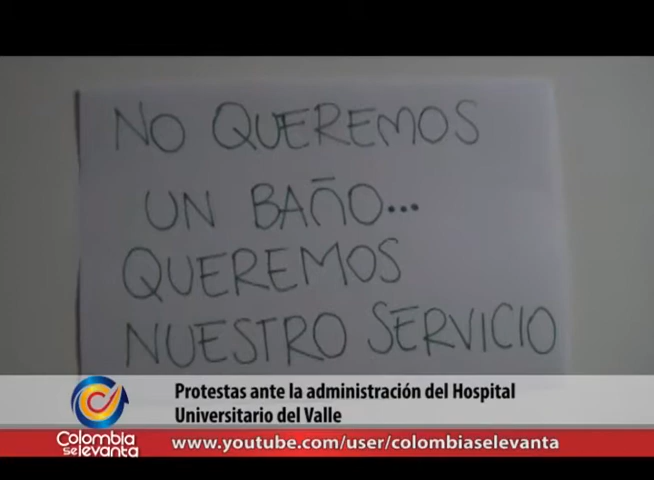 NO QUEREMOS
UN BAÑO...
QUEREMOS
NUESTRO SERVICIO
Protestas ante la administración del Hospital
Universitario del Valle
Colombia
se levanta
www.youtube.com/user/colombiaselevanta